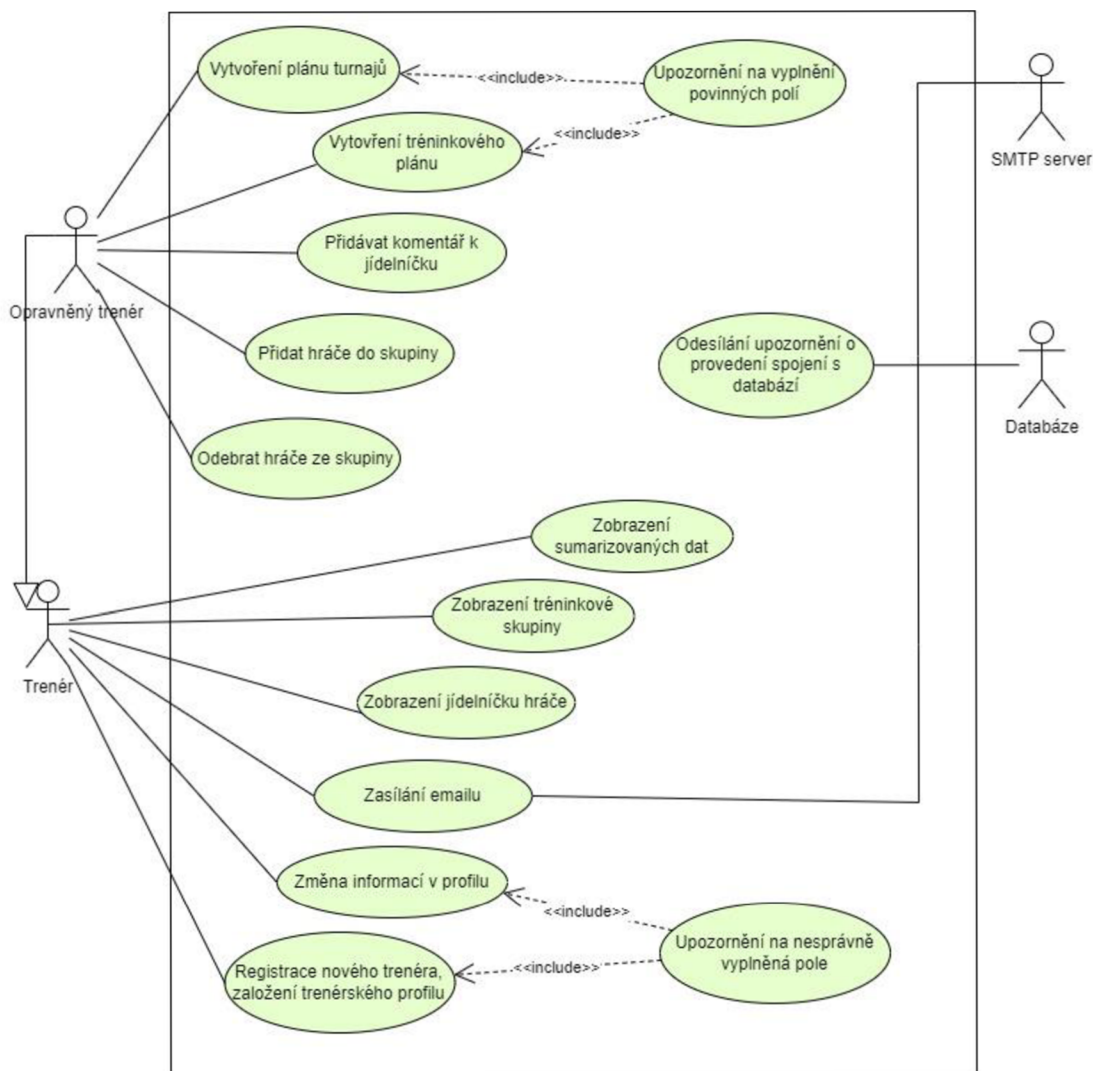 Vytvoření plánu turnajů
<<include>>
Upozornění na vyplnění
povinných polí
<<include>>
Vytovření tréninkového
plánu
SMTP server
Přidávat komentář k
jídelníčku
Opravněný trenér
Přidat hráče do skupiny
Odesílání upozornění o
provedení spojení s
databází
Databáze
Odebrat hráče ze skupiny
Zobrazení
sumarizovaných dat
Zobrazení tréninkové
skupiny
Trenér
Zobrazení jídelníčku hráče
Zasílání emailu
Změna informací v profilu
<<include>>
Upozornění na nesprávně
vyplněná pole
<<include>>
Registrace nového trenéra,
založení trenérského profilu